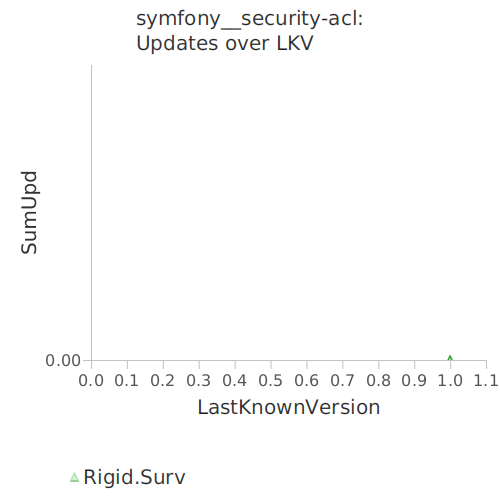 symfony__security-acl:
Updates over LKV
SumUpd
0.00
0.0 0.1 0.2 0.3 0.4 0.5 0.6 0.7 0.8 0.9 1.0 1.1
LastKnownVersion
Rigid.Surv